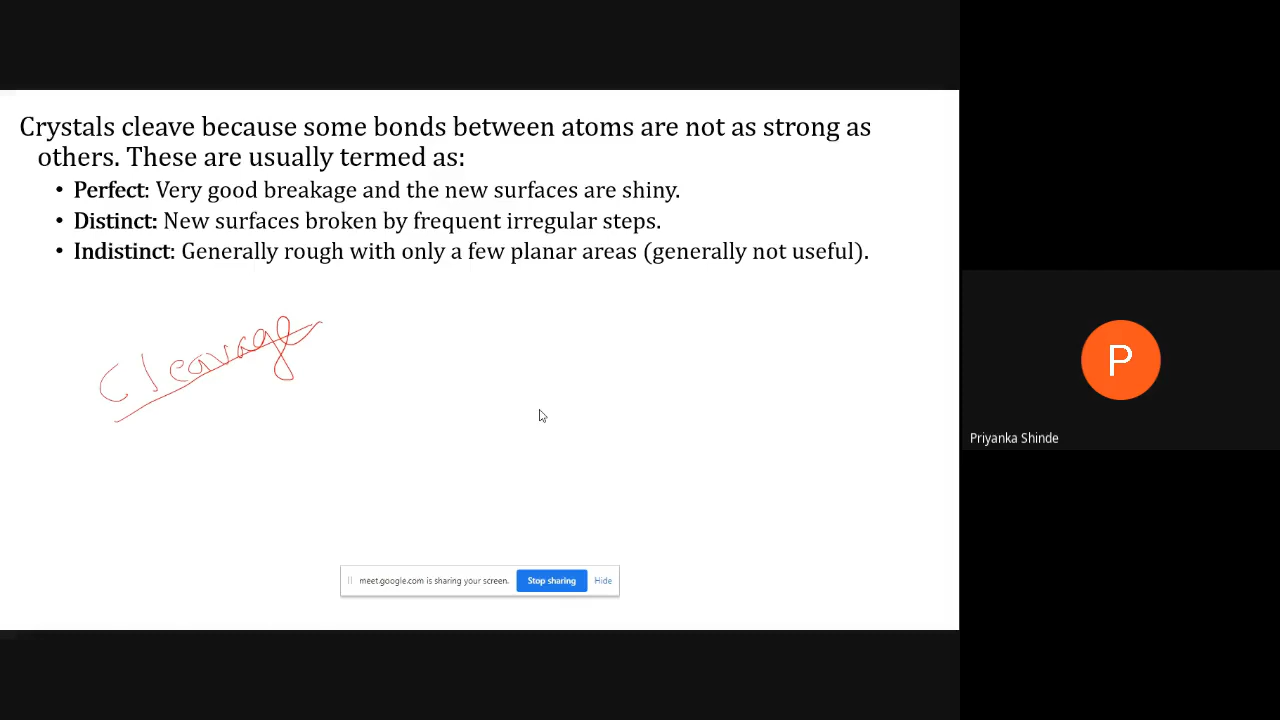 Crystals cleave because some bonds between atoms are not as strong as
others. These are usually termed as:
• Perfect: Very good breakage and the new surfaces are shiny.
• Distinct: New surfaces broken by frequent irregular steps.
• Indistinct: Generally rough with only a few planar areas (generally not useful).
Cleavage
P
Priyanka Shinde
meet.google.com is sharing your screen. Stop sharing Hide